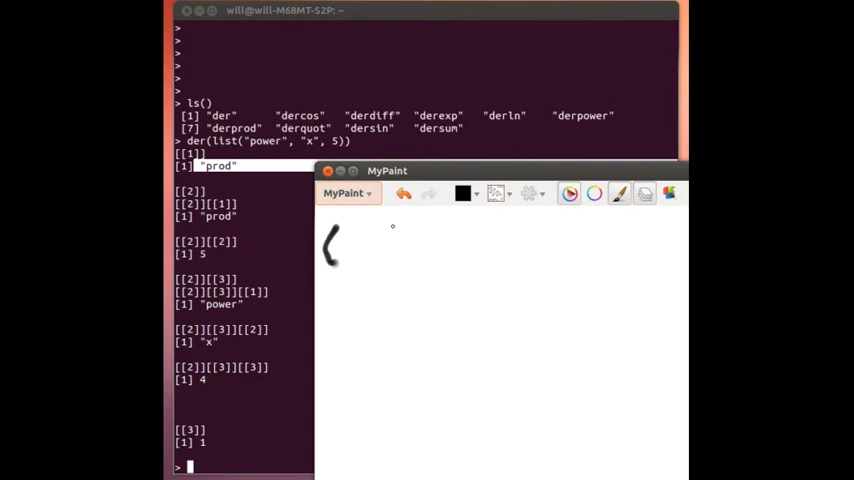 will@will-M68MT-S2P: ~
>
>
>
>
>
>
> ls()
[1] "der" "dercos" "derdiff" "derexp" "derln" "derpower"
[7] "derprod" "derquot" "dersin" "dersum"
> der(list("power", "x", 5))
[[1]]
[1] "prod"
MyPaint
MyPaint
[[2]]
[[2]][[1]]
[1] "prod"
[[2]][[2]]
[1] 5
[[2]][[3]]
[[2]][[3]][[1]]
[1] "power"
[[2]][[3]][[2]]
[1] "x"
[[2]][[3]][[3]]
[1] 4
[[3]]
[1] 1
>
(